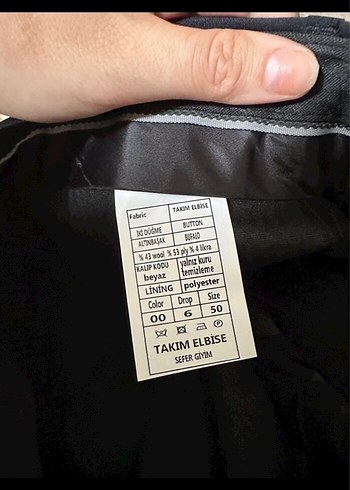 Fabric TAKIM ELBİSE
İKİ DÜĞME BUTTON
ALTINBAŞAK BUFALO
% 43 wool % 53 ply % 4 likra
KALIP KODU yalnız kuru
beyaz temizleme
LİNİNG polyester
Color Drop Size
00 6 50
TAKIM ELBİSE
SEFER GİYİM